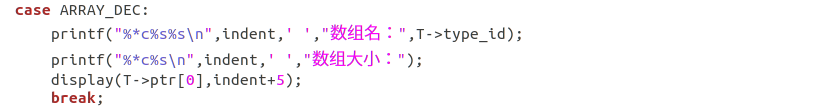 case ARRAY_DEC:
    printf("%*c%s%s\n",indent,' ',"数组名：",T->type_id);
    printf("%*c%s\n",indent,' ',"数组大小：");
    display(T->ptr[0],indent+5);
    break;